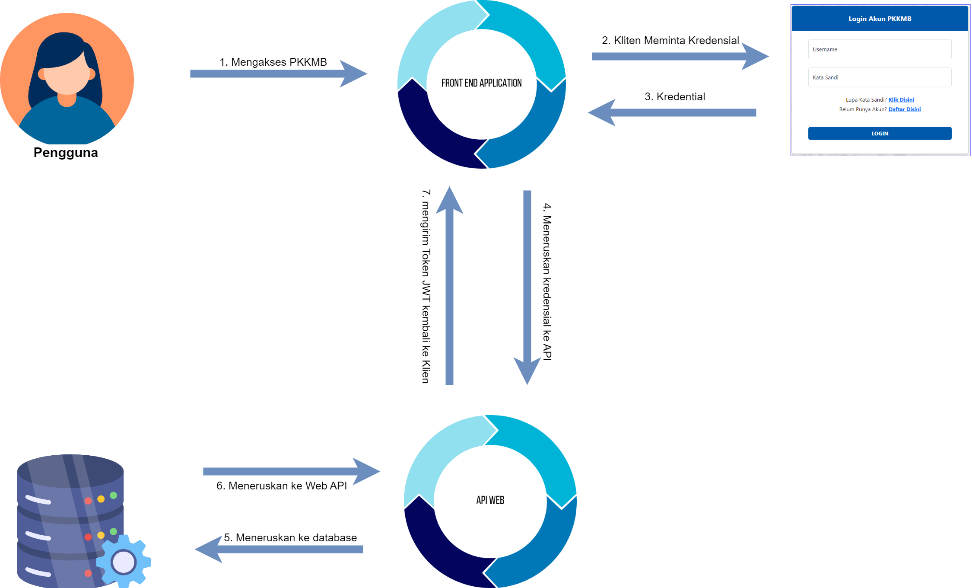 Login Akun PKKMB
Username
Kata Sandi
Lupa Kata Sandi? Klik Disini
Belum Punya Akun? Daftar Disini
LOGIN
1. Mengakses PKKMB
FRONT END APPLICATION
2. Kliten Meminta Kredensial
3. Kredential
Pengguna
7. mengirim Token JWT kembali ke Klien
4. Meneruskan kredensial ke API
6. Meneruskan ke Web API
API WEB
5. Meneruskan ke database